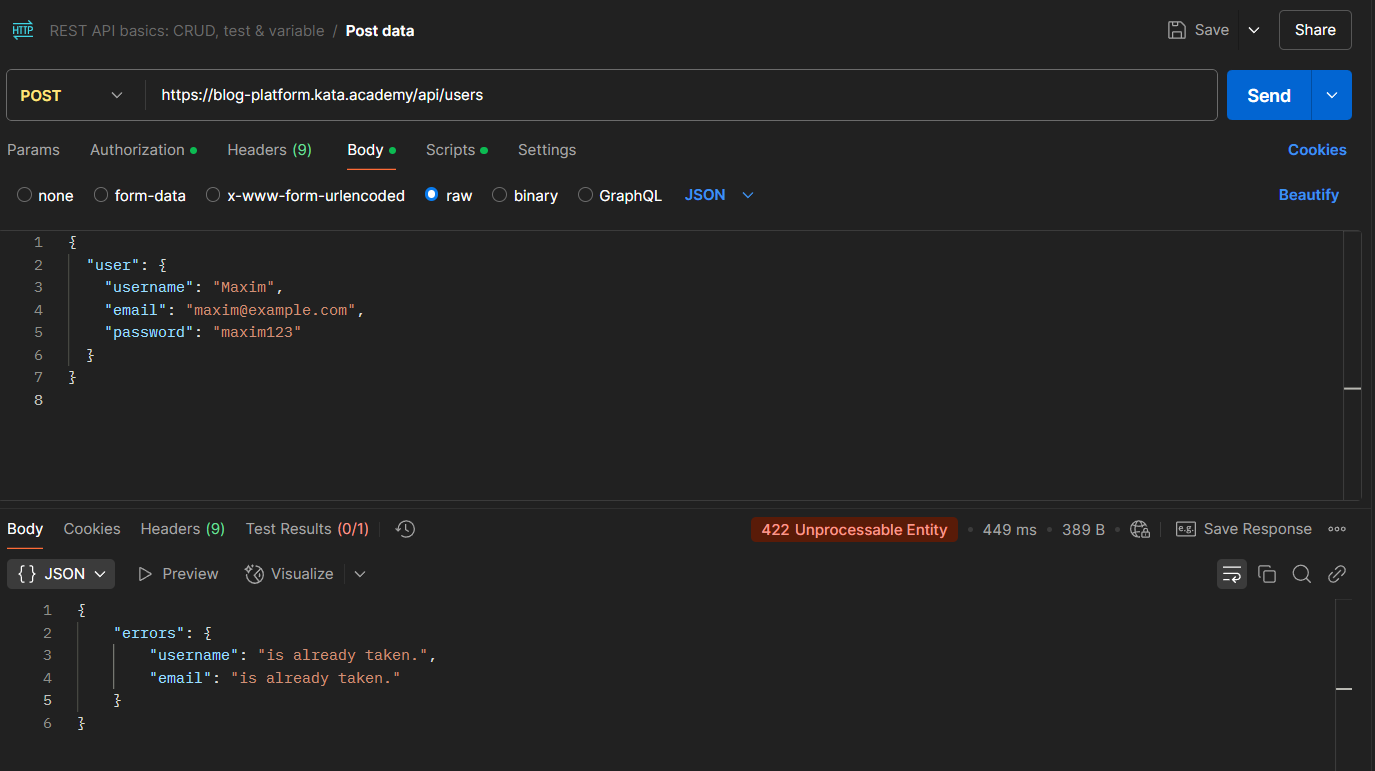 HTTP REST API basics: CRUD, test & variable / Post data Save Share
POST https://blog-platform.kata.academy/api/users Send
Params Authorization Headers (9) Body Scripts Settings Cookies
none form-data x-www-form-urlencoded raw binary GraphQL JSON Beautify
1 {
2 "user": {
3 "username": "Maxim",
4 "email": "maxim@example.com",
5 "password": "maxim123"
6 }
7 }
8
Body Cookies Headers (9) Test Results (0/1) 422 Unprocessable Entity 449 ms 389 B e.g. Save Response
{} JSON Preview Visualize
1 {
2 "errors": {
3 "username": "is already taken.",
4 "email": "is already taken."
5 }
6 }